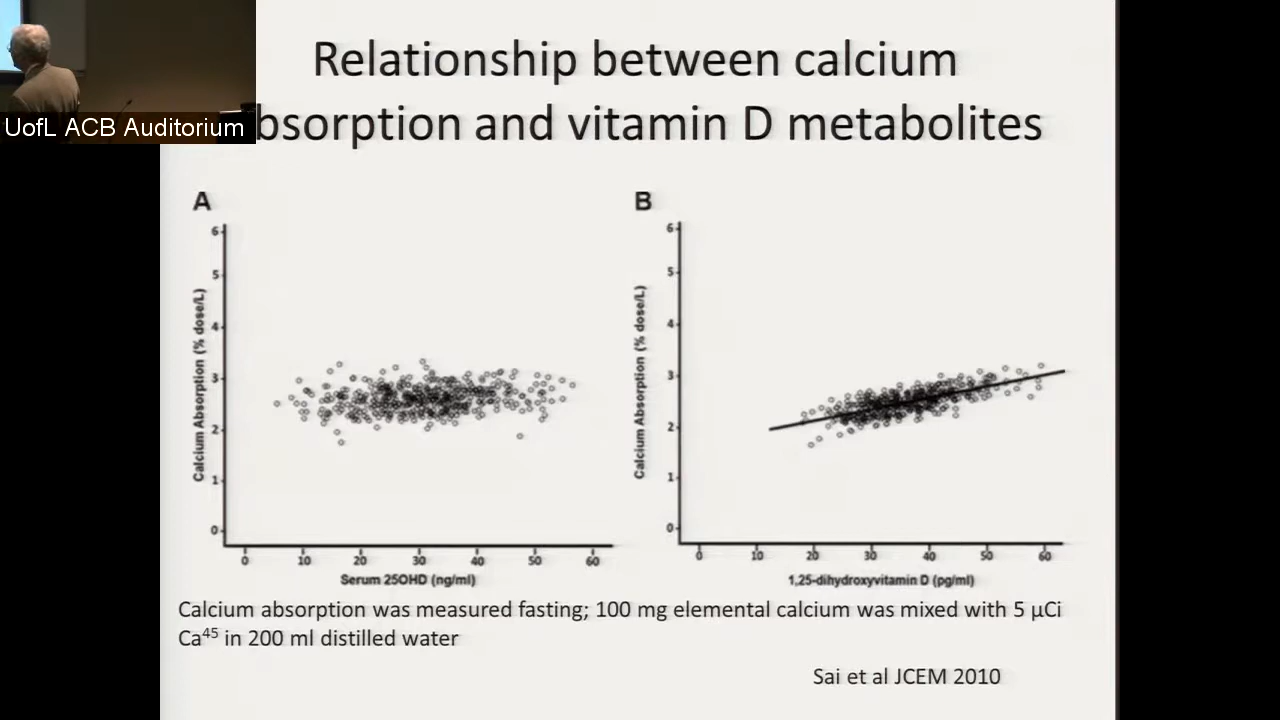 UofL ACB Auditorium
Relationship between calcium
bsorption and vitamin D metabolites
A
6
5
4
3
2
1
0
Calcium Absorption (% dose/L)
0 10 20 30 40 50 60
Serum 25OHD (ng/ml)
B
6
5
4
3
2
1
0
Calcium Absorption (% dose/L)
0 10 20 30 40 50 60
1,25-dihydroxyvitamin D (pg/ml)
Calcium absorption was measured fasting; 100 mg elemental calcium was mixed with 5 µCi
Ca⁴⁵ in 200 ml distilled water
Sai et al JCEM 2010